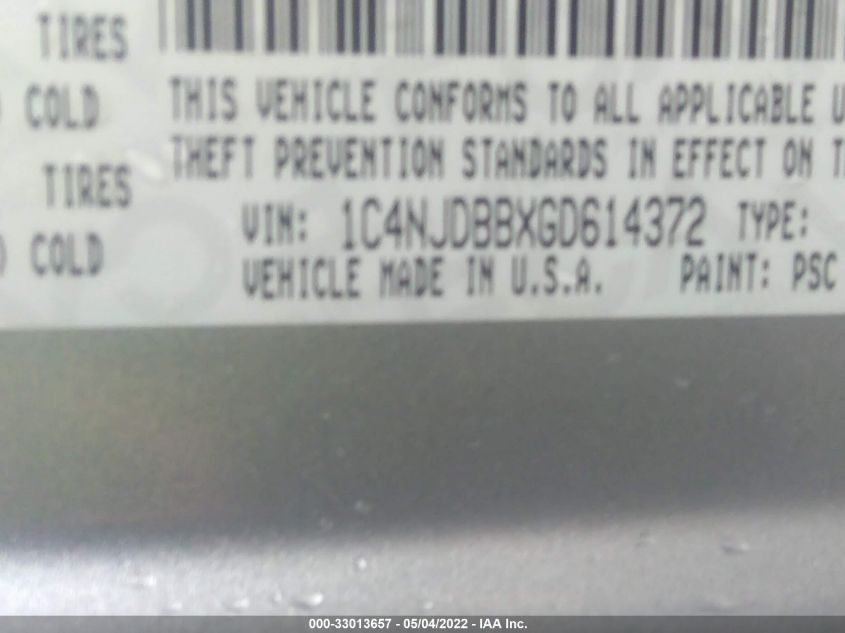 TIRES
COLD
TIRES
COLD
THIS VEHICLE CONFORMS TO ALL APPLICABLE U
THEFT PREVENTION STANDARDS IN EFFECT ON T
VIN: 1C4NJDBBXGD614372 TYPE:
VEHICLE MADE IN U.S.A. PAINT: PSC
000-33013657 - 05/04/2022 - IAA Inc.